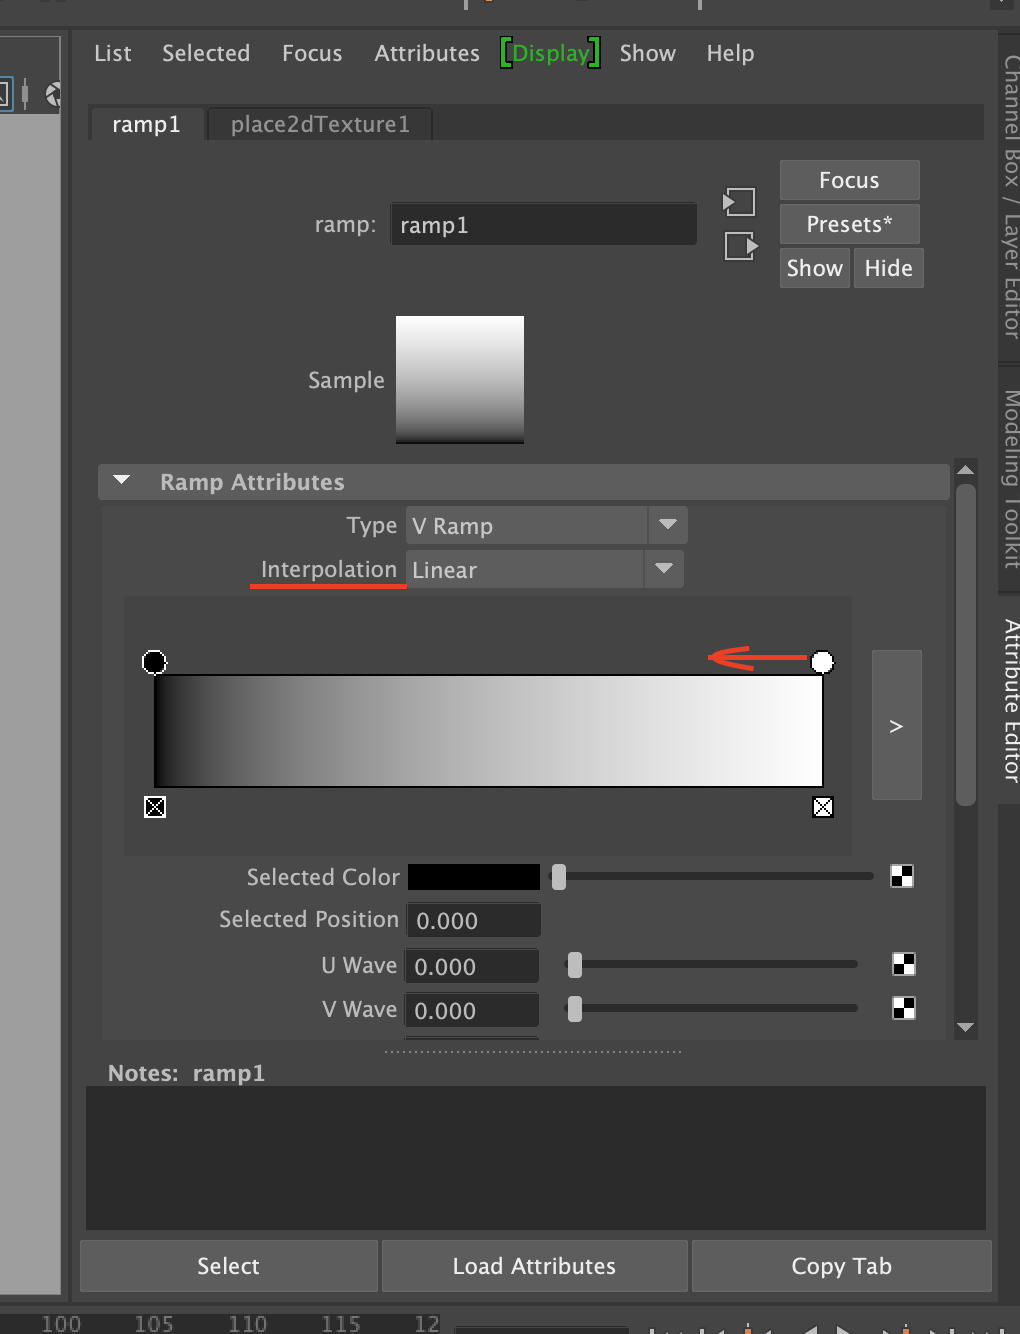 List Selected Focus Attributes [Display] Show Help
ramp1 place2dTexture1
Focus
ramp: ramp1
Presets*
Show Hide
Sample
Ramp Attributes
Type V Ramp
Interpolation Linear
>
Selected Color
Selected Position 0.000
U Wave 0.000
V Wave 0.000
Notes: ramp1
Select Load Attributes Copy Tab
100 105 110 115 12
Channel Box / Layer Editor
Modeling Toolkit
Attribute Editor